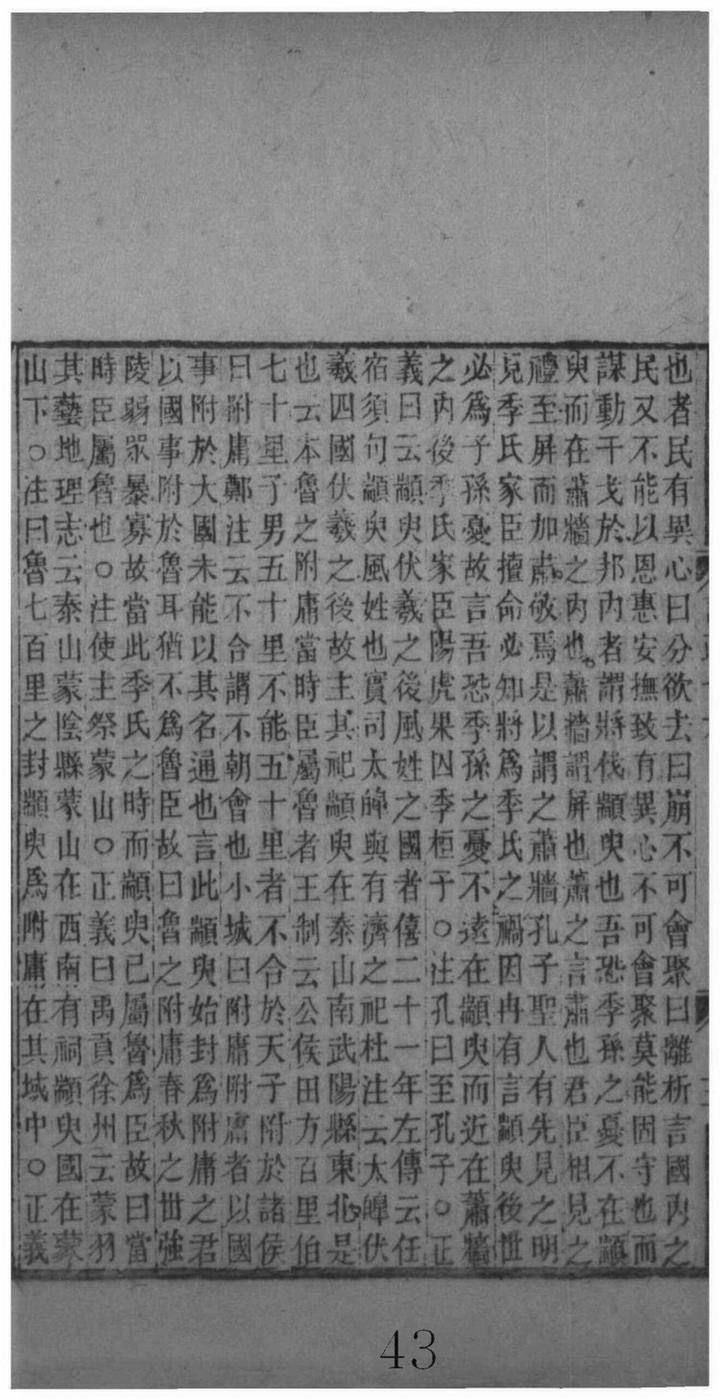 也者民有異心曰分欲去曰崩不可會聚曰離析言國內之
民又不能以恩惠安撫致有異心不可會聚莫能固守也而
謀動干戈於邦內者謂將伐顓臾也吾恐季孫之憂不在顓
臾而在蕭牆之內也蕭牆謂屏也蕭之言肅也君臣相見之
禮至屏而加肅敬焉是以謂之蕭牆孔子聖人有先見之明
見季氏家臣擅命必知將為季氏之禍因冉有言顓臾後世
必為子孫憂故言吾恐季孫之憂不遠在顓臾而近在蕭牆
之內後季氏家臣陽虎果囚季桓子○注孔曰至孔子○正
義曰云顓臾伏羲之後風姓之國者僖二十一年左傳云任
宿須句顓臾風姓也實司太皞與有濟之祀杜注云太皞伏
羲四國伏羲之後故主其祀顓臾在泰山南武陽縣東北是
也云本魯之附庸當時臣屬魯者王制云公侯田方百里伯
七十里子男五十里不能五十里者不合於天子附於諸侯
曰附庸鄭注云不合謂不朝會也小城曰附庸附庸者以國
事附於大國未能以其名通也言此顓臾始封為附庸之君
以國事附於魯耳猶不為魯臣故曰魯之附庸春秋之世強
陵弱眾暴寡故當此季氏之時而顓臾已屬魯為臣故曰當
時臣屬魯也○注使主祭蒙山○正義曰禹貢徐州云蒙羽
其藝地理志云泰山蒙陰縣蒙山在西南有祠顓臾國在蒙
山下○注曰魯七百里之封顓臾為附庸在其域中○正義
43